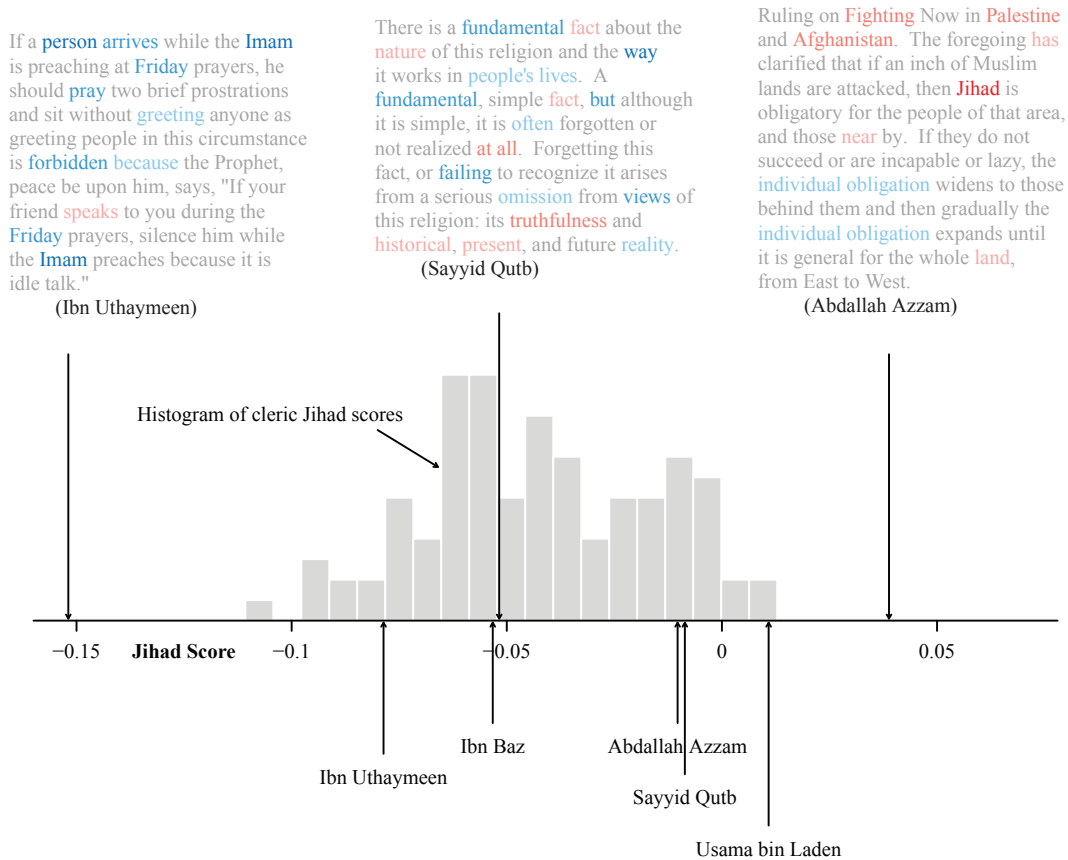 If a person arrives while the Imam
is preaching at Friday prayers, he
should pray two brief prostrations
and sit without greeting anyone as
greeting people in this circumstance
is forbidden because the Prophet,
peace be upon him, says, "If your
friend speaks to you during the
Friday prayers, silence him while
the Imam preaches because it is
idle talk."
(Ibn Uthaymeen)
There is a fundamental fact about the
nature of this religion and the way
it works in people's lives. A
fundamental, simple fact, but although
it is simple, it is often forgotten or
not realized at all. Forgetting this
fact, or failing to recognize it arises
from a serious omission from views of
this religion: its truthfulness and
historical, present, and future reality.
(Sayyid Qutb)
Ruling on Fighting Now in Palestine
and Afghanistan. The foregoing has
clarified that if an inch of Muslim
lands are attacked, then Jihad is
obligatory for the people of that area,
and those near by. If they do not
succeed or are incapable or lazy, the
individual obligation widens to those
behind them and then gradually the
individual obligation expands until
it is general for the whole land,
from East to West.
(Abdallah Azzam)
Histogram of cleric Jihad scores
−0.15 Jihad Score −0.1 −0.05 0 0.05
Ibn Baz Abdallah Azzam
Ibn Uthaymeen
Sayyid Qutb
Usama bin Laden